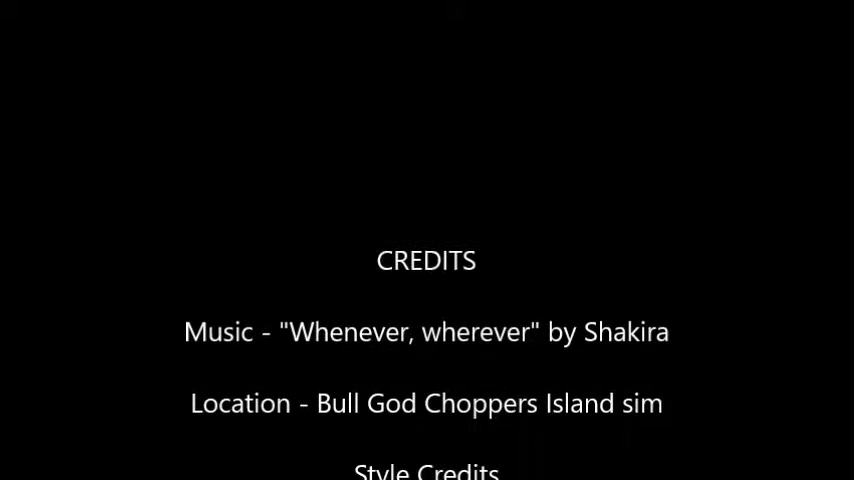 CREDITS
Music - "Whenever, wherever" by Shakira
Location - Bull God Choppers Island sim
Style Credits